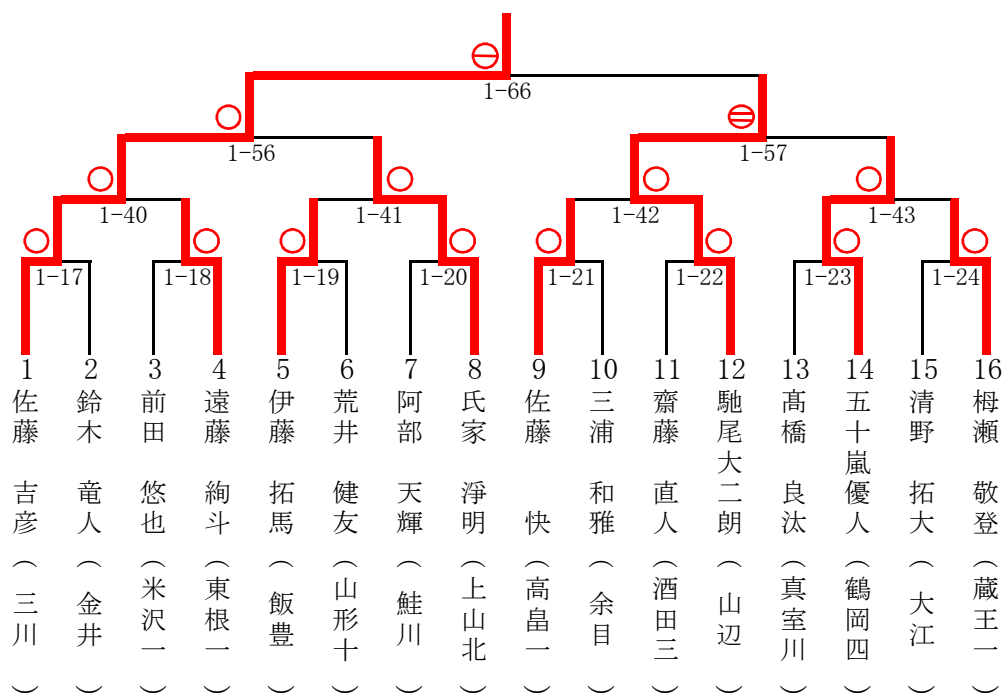 1-66
1-56
1-57
1-40
1-41
1-42
1-43
1-17
1-18
1-19
1-20
1-21
1-22
1-23
1-24
1
2
3
4
5
6
7
8
9
10
11
12
13
14
15
16
佐藤 吉彦(三川)
鈴木 竜人(金井)
前田 悠也(米沢一)
遠藤 絢斗(東根一)
伊藤 拓馬(飯豊)
荒井 健友(山形十)
阿部 天輝(鮭川)
氏家 淨明(上山北)
佐藤 快(高畠一)
三浦 和雅(余目)
齋藤 直人(酒田三)
馳尾大二朗(山辺)
髙橋 良汰(真室川)
五十嵐優人(鶴岡四)
清野 拓大(大江)
栂瀬 敬登(蔵王一)